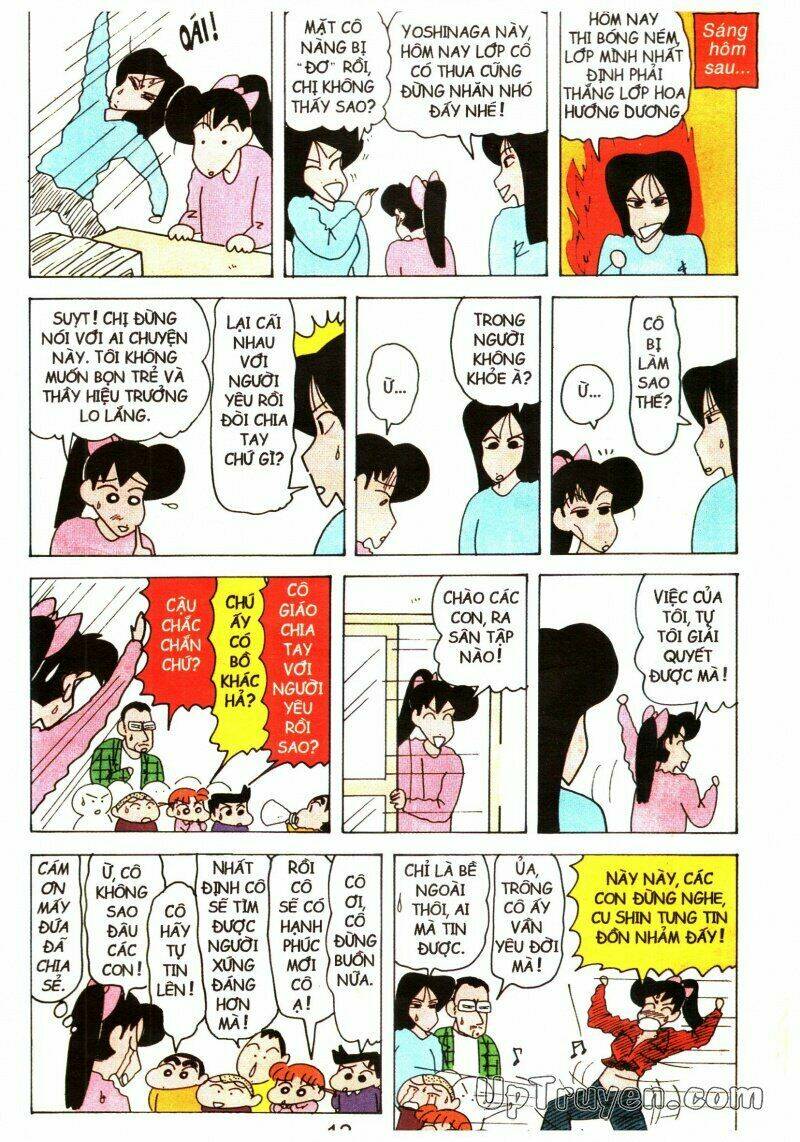 Sáng
hôm
sau...
HÔM NAY
THI BÓNG NÉM,
LỚP MÌNH NHẤT
ĐỊNH PHẢI
THẮNG LỚP HOA
HƯỚNG DƯƠNG.
YOSHINAGA NÀY,
HÔM NAY LỚP CÔ
CÓ THUA CŨNG
ĐỪNG NHĂN NHÓ
ĐẤY NHÉ!
MẶT CÔ
NÀNG BỊ
"ĐƠ" RỒI,
CHỊ KHÔNG
THẤY SAO?
OÁI!
CÔ
BỊ
LÀM
SAO
THẾ?
Ừ...
TRONG
NGƯỜI
KHÔNG
KHỎE À?
Ừ...
LẠI CÃI
NHAU
VỚI
NGƯỜI
YÊU RỒI
ĐÒI CHIA
TAY
CHỨ GÌ?
SUỴT! CHỊ ĐỪNG
NÓI VỚI AI CHUYỆN
NÀY. TÔI KHÔNG
MUỐN BỌN TRẺ VÀ
THẦY HIỆU TRƯỞNG
LO LẮNG.
VIỆC CỦA
TÔI, TỰ
TÔI GIẢI
QUYẾT
ĐƯỢC MÀ!
CHÀO CÁC
CON, RA
SÂN TẬP
NÀO!
CÔ
GIÁO
CHIA
TAY
VỚI
NGƯỜI
YÊU
RỒI
SAO?
CHÚ
ẤY
CÓ
BỒ
KHÁC
HẢ?
CẬU
CHẮC
CHẮN
CHỨ?
NÀY NÀY, CÁC
CON ĐỪNG NGHE,
CU SHIN TUNG TIN
ĐỒN NHẢM ĐẤY!
ỦA,
TRÔNG
CÔ ẤY
VẪN
YÊU ĐỜI
MÀ!
CHỈ LÀ BỀ
NGOÀI
THÔI, AI
MÀ TIN
ĐƯỢC.
CÔ
ƠI,
CÔ
ĐỪNG
BUỒN
NỮA.
RỒI
CÔ
SẼ CÓ
HẠNH
PHÚC
MỚI
CÔ
Ạ!
NHẤT
ĐỊNH CÔ
SẼ TÌM
ĐƯỢC
NGƯỜI
XỨNG
ĐÁNG
HƠN
MÀ!
CÔ
HÃY
TỰ
TIN
LÊN!
Ừ, CÔ
KHÔNG
SAO
ĐÂU
CÁC
CON!
CÁM
ƠN
MẤY
ĐỨA
ĐÃ
CHIA
SẺ.
UpTruyen.com